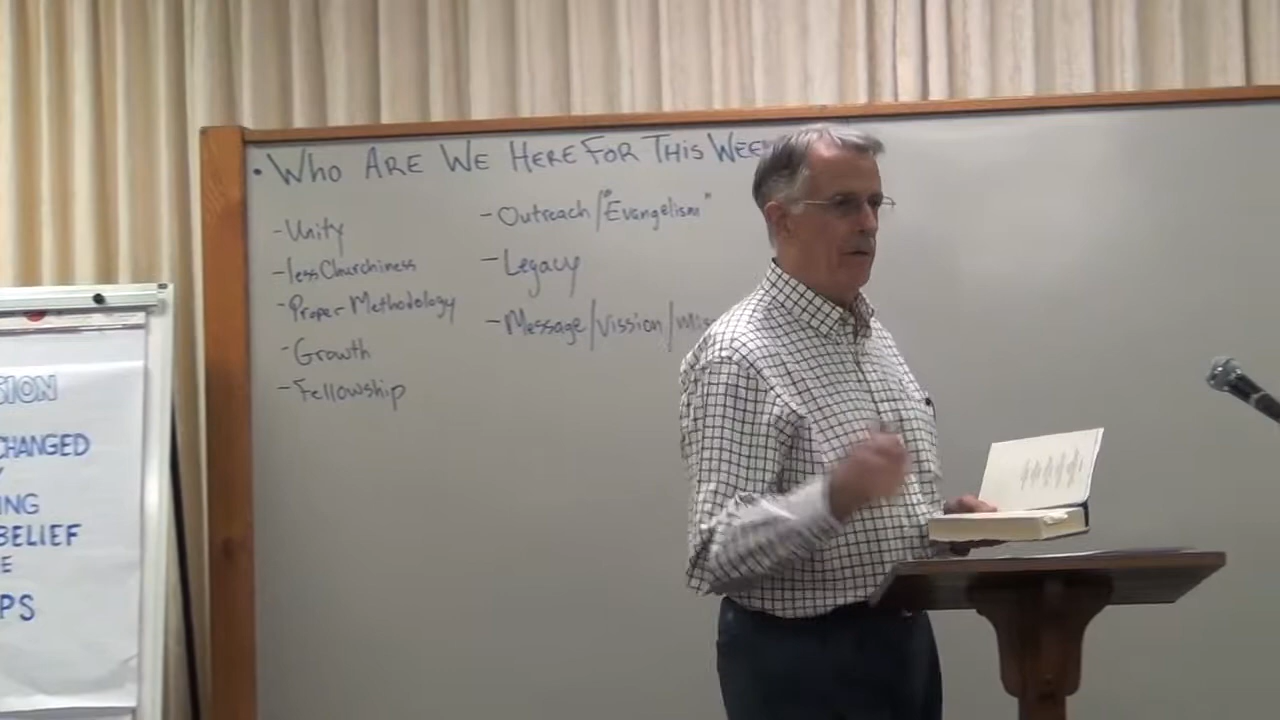 • WHO ARE WE HERE FOR THIS WEE
- Unity
- less Churchiness
- Proper Methodology
- Growth
- Fellowship
- Outreach/"Evangelism"
- Legacy
- Message/Vission/Mis
SION
CHANGED
ING
BELIEF
E
PS